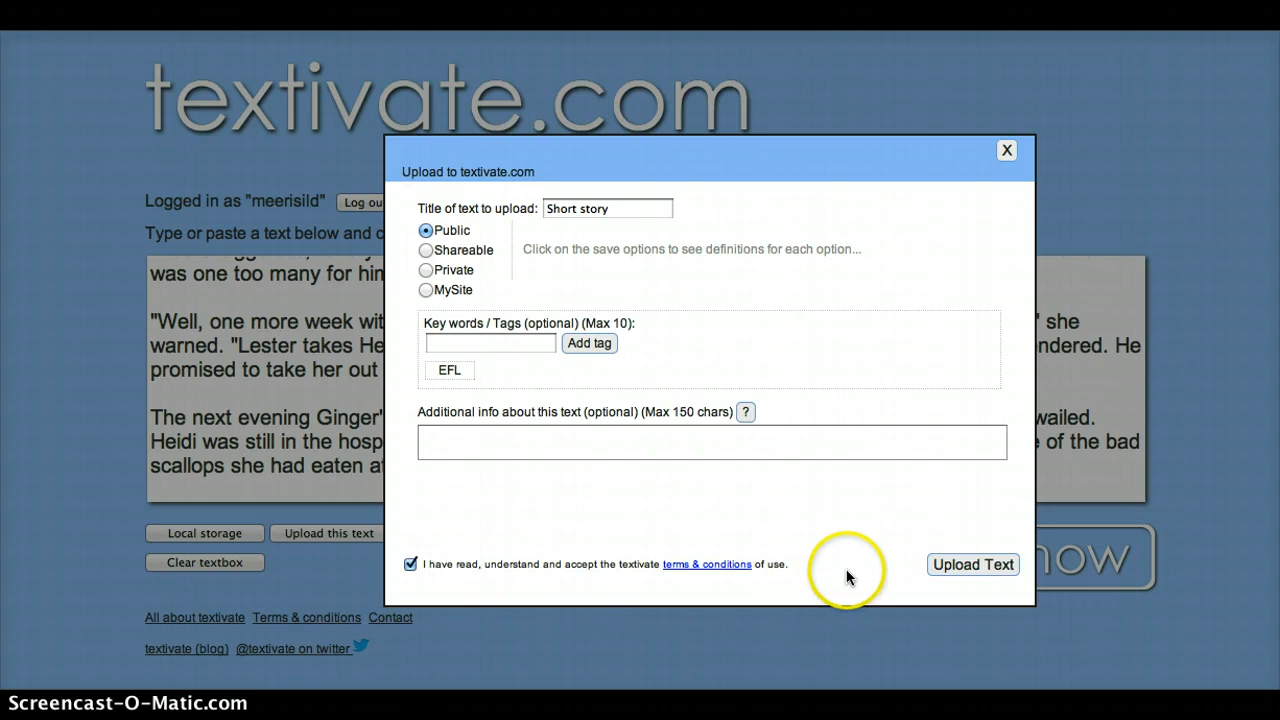 textivate.com
X
Upload to textivate.com
Logged in as "meerisild" Log ou
Title of text to upload: Short story
Type or paste a text below and c
Public
Shareable
Click on the save options to see definitions for each option...
Private
MySite
was one too many for him
"Well, one more week wit
" she
warned. "Lester takes He
ndered. He
promised to take her out
Key words / Tags (optional) (Max 10):
Add tag
EFL
The next evening Ginger'
wailed.
Heidi was still in the hosp
e of the bad
scallops she had eaten at
Additional info about this text (optional) (Max 150 chars) ?
Local storage Upload this text
Clear textbox
now
I have read, understand and accept the textivate terms & conditions of use.
Upload Text
All about textivate Terms & conditions Contact
textivate (blog) @textivate on twitter
Screencast-O-Matic.com